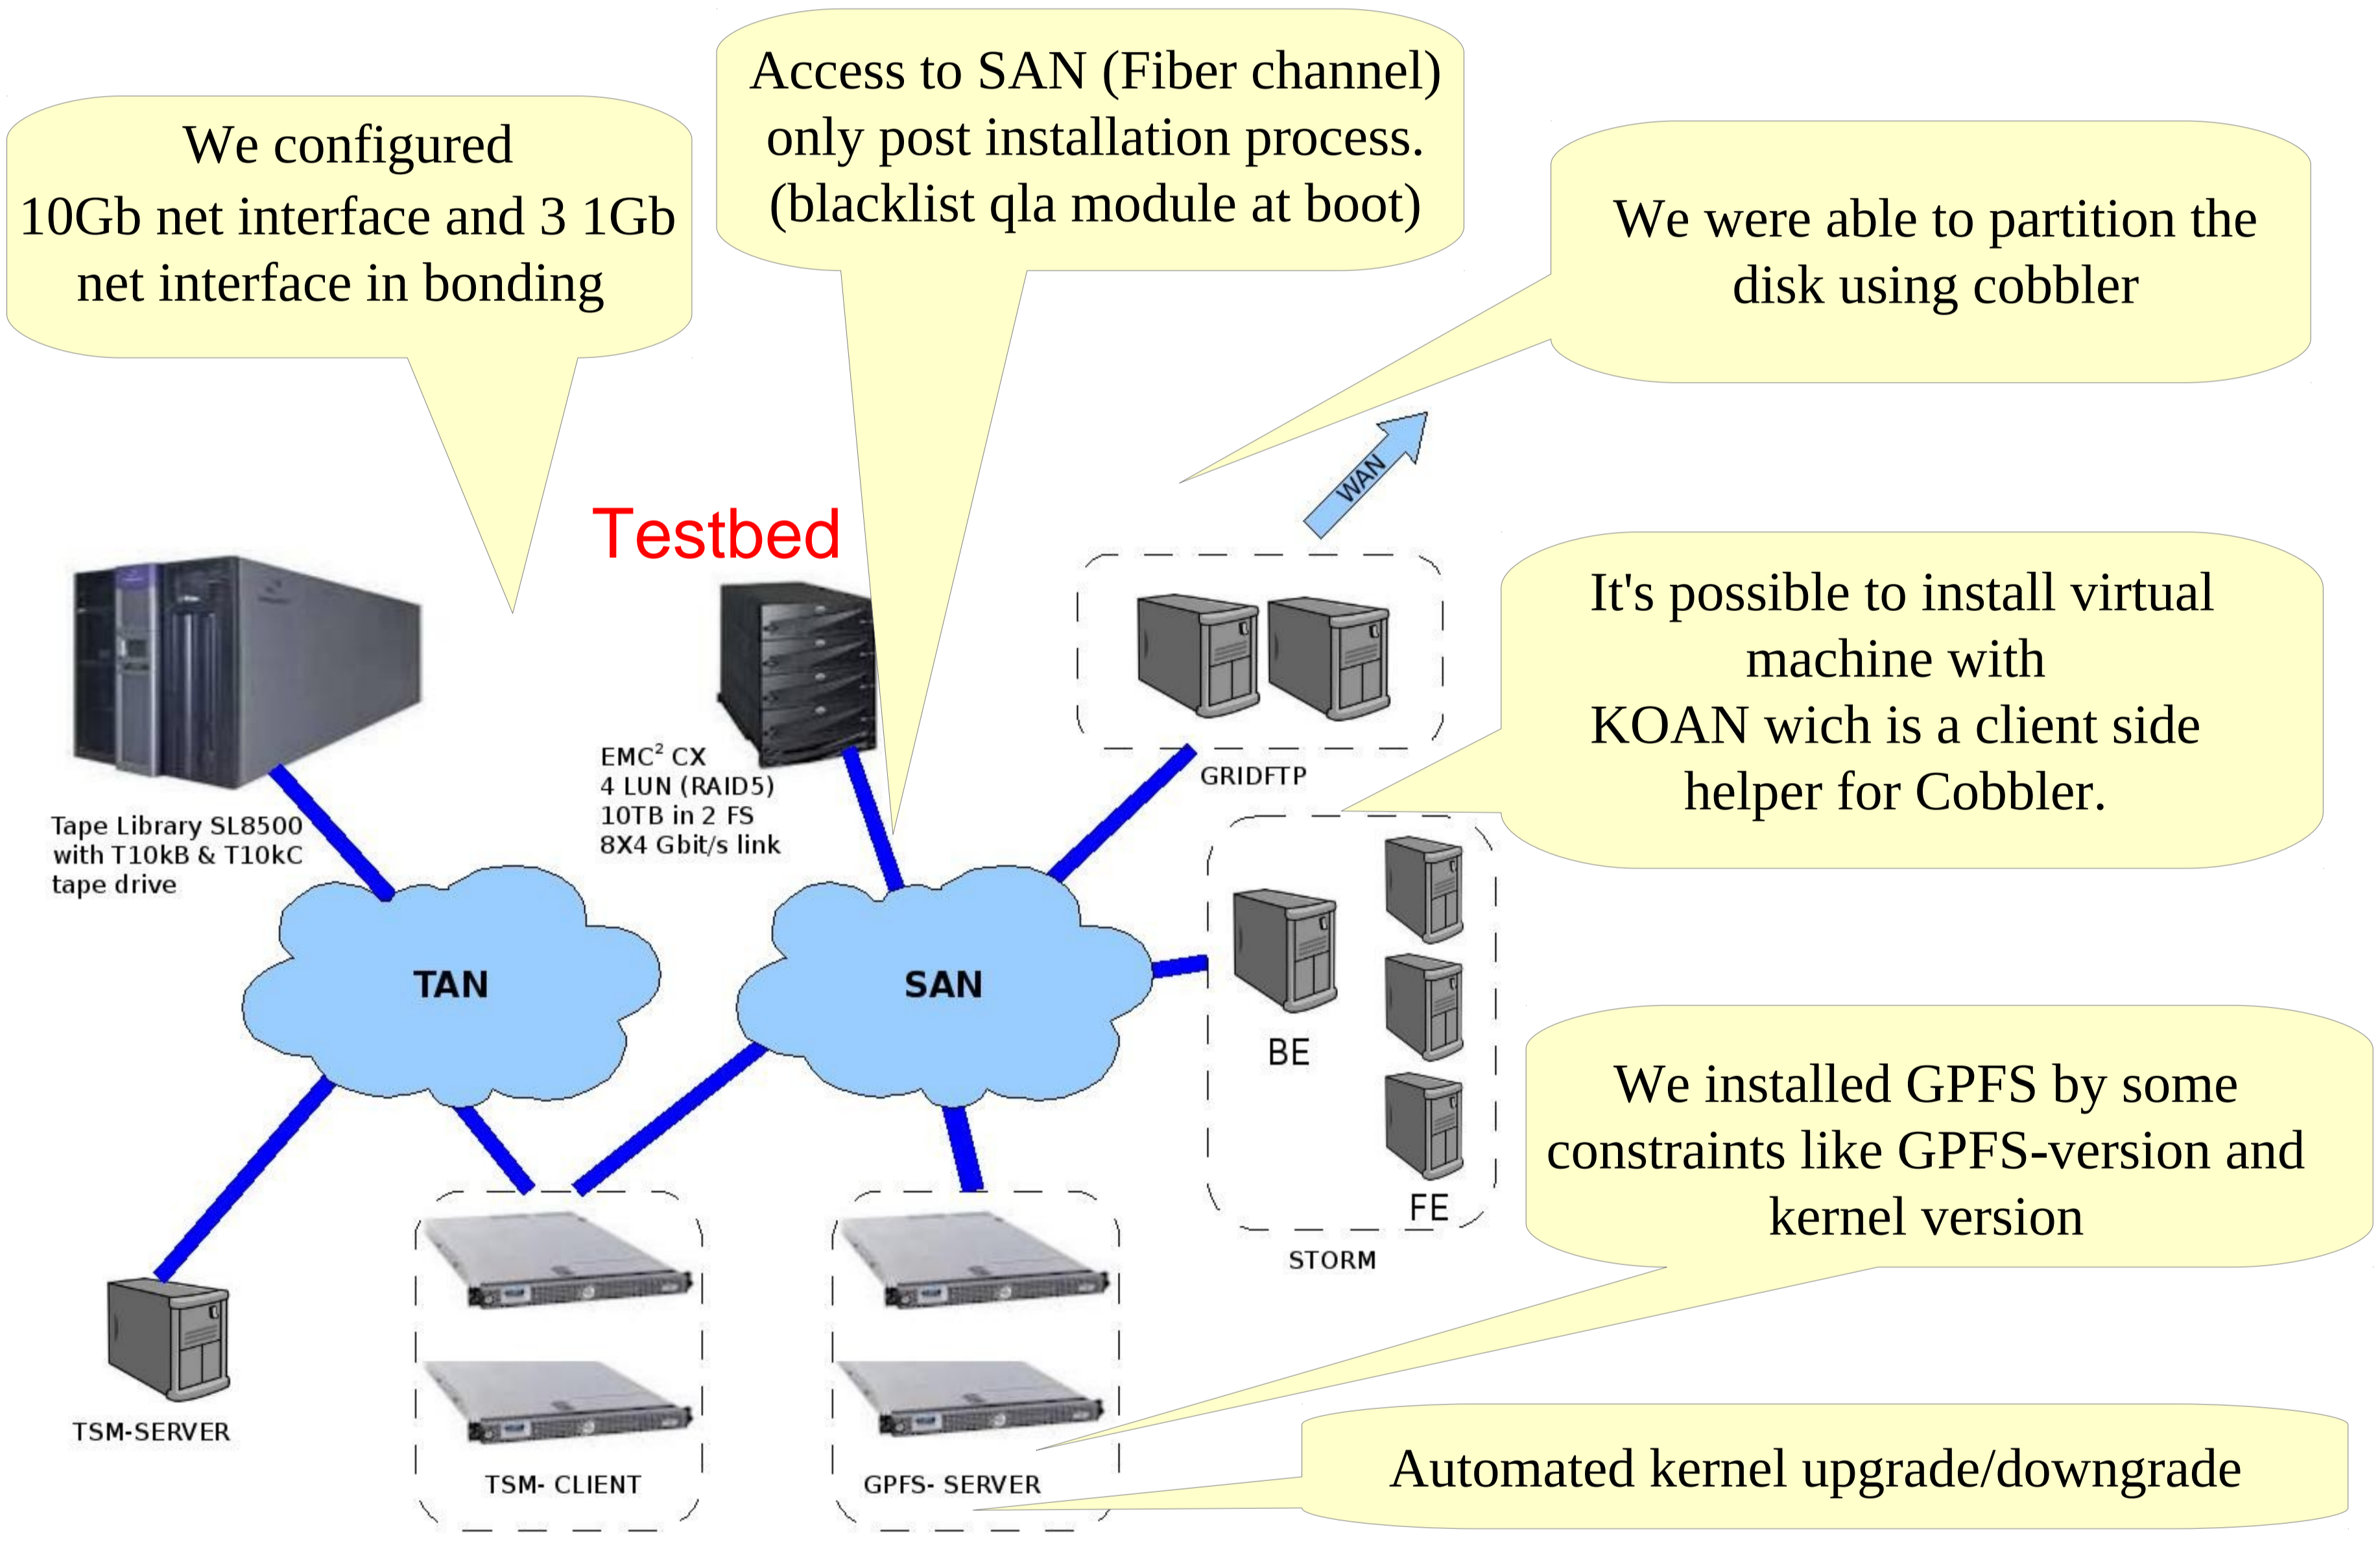 Access to SAN (Fiber channel)
only post installation process.
(blacklist qla module at boot)
We configured
10Gb net interface and 3 1Gb
net interface in bonding
We were able to partition the
disk using cobbler
WAN
Testbed
It's possible to install virtual
machine with
KOAN wich is a client side
helper for Cobbler.
EMC² CX
4 LUN (RAID5)
10TB in 2 FS
8X4 Gbit/s link
GRIDFTP
Tape Library SL8500
with T10kB & T10kC
tape drive
TAN
SAN
BE
FE
STORM
We installed GPFS by some
constraints like GPFS-version and
kernel version
TSM-SERVER
TSM- CLIENT
GPFS- SERVER
Automated kernel upgrade/downgrade